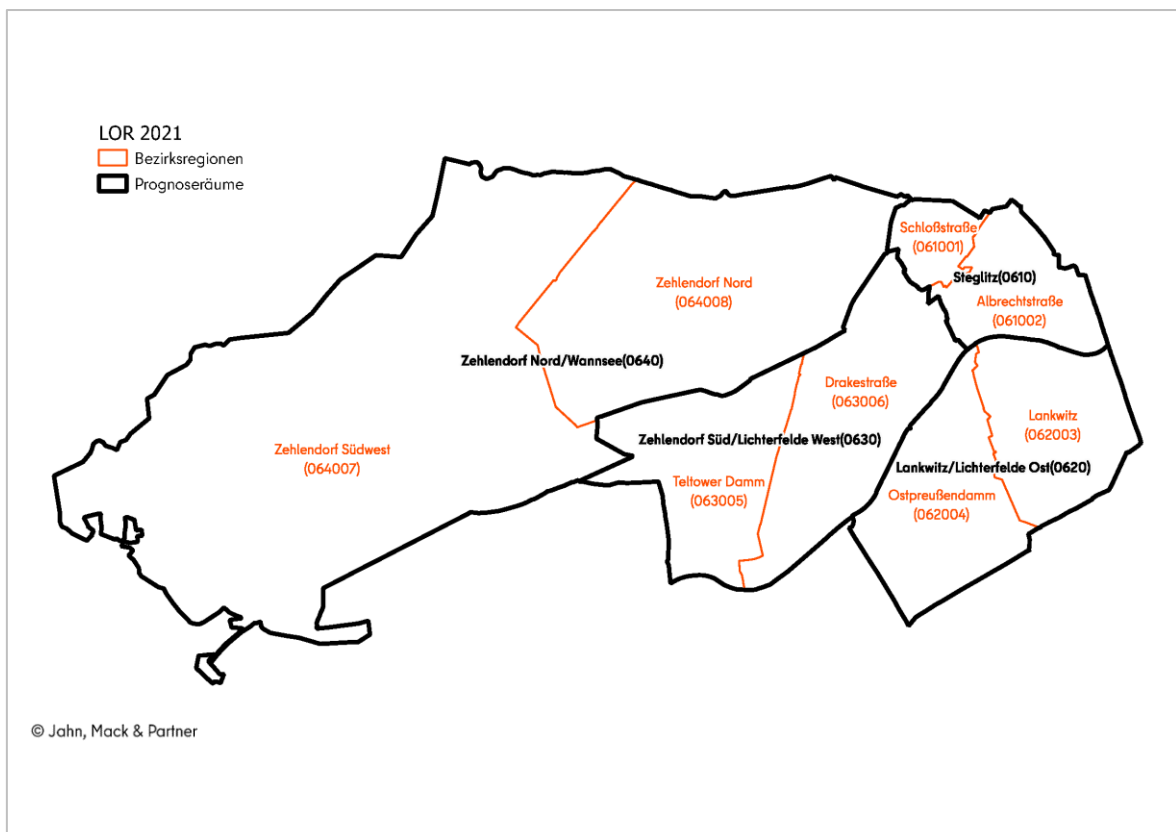 LOR 2021
Bezirksregionen
Prognoseräume
Schloßstraße
(061001)
Steglitz(0610)
Zehlendorf Nord
(064008)
Albrechtstraße
(061002)
Zehlendorf Nord/Wannsee(0640)
Drakestraße
(063006)
Lankwitz
(062003)
Zehlendorf Südwest
(064007)
Zehlendorf Süd/Lichterfelde West(0630)
Lankwitz/Lichterfelde Ost(0620)
Teltower Damm
(063005)
Ostpreußendamm
(062004)
© Jahn, Mack & Partner